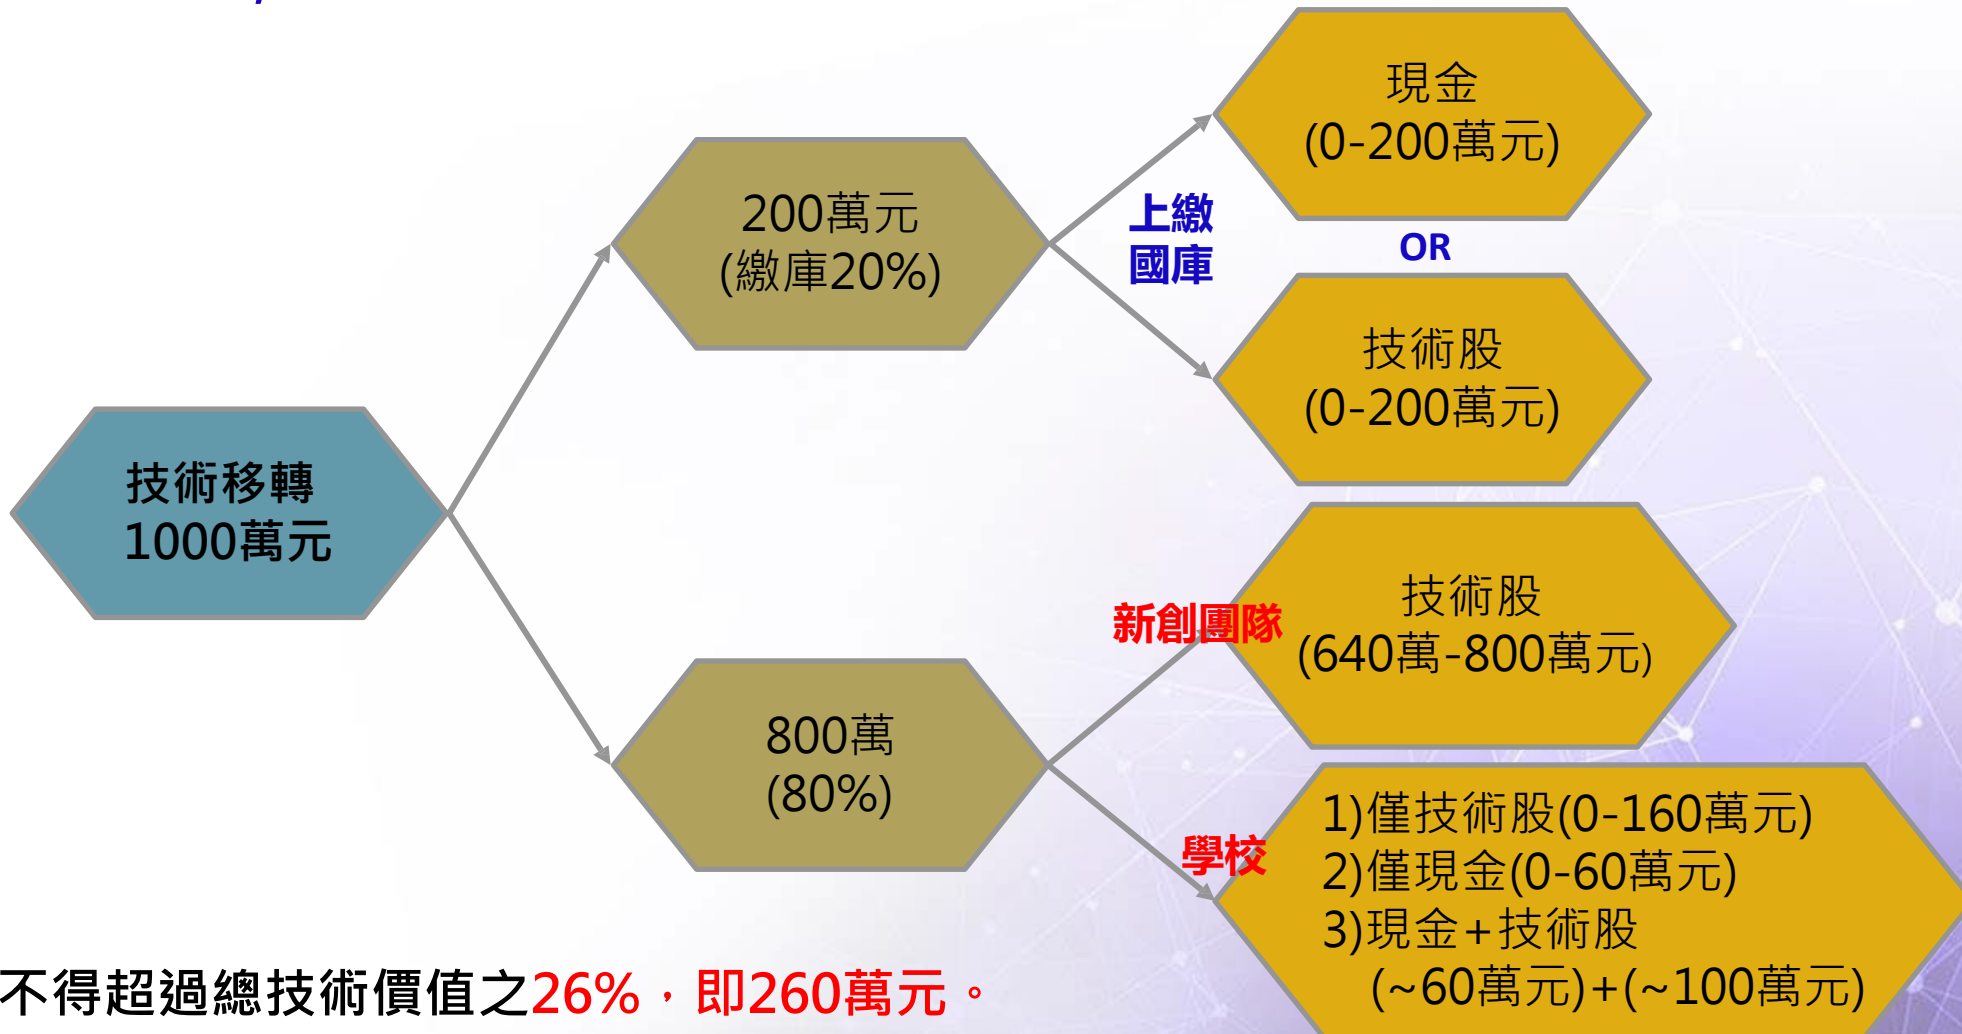 現金
(0-200萬元)
200萬元
(繳庫20%)
上繳
國庫
OR
技術股
(0-200萬元)
技術移轉
1000萬元
新創團隊
技術股
(640萬-800萬元)
800萬
(80%)
學校
1)僅技術股(0-160萬元)
2)僅現金(0-60萬元)
3)現金+技術股
(~60萬元)+(~100萬元)
不得超過總技術價值之26%，即260萬元。